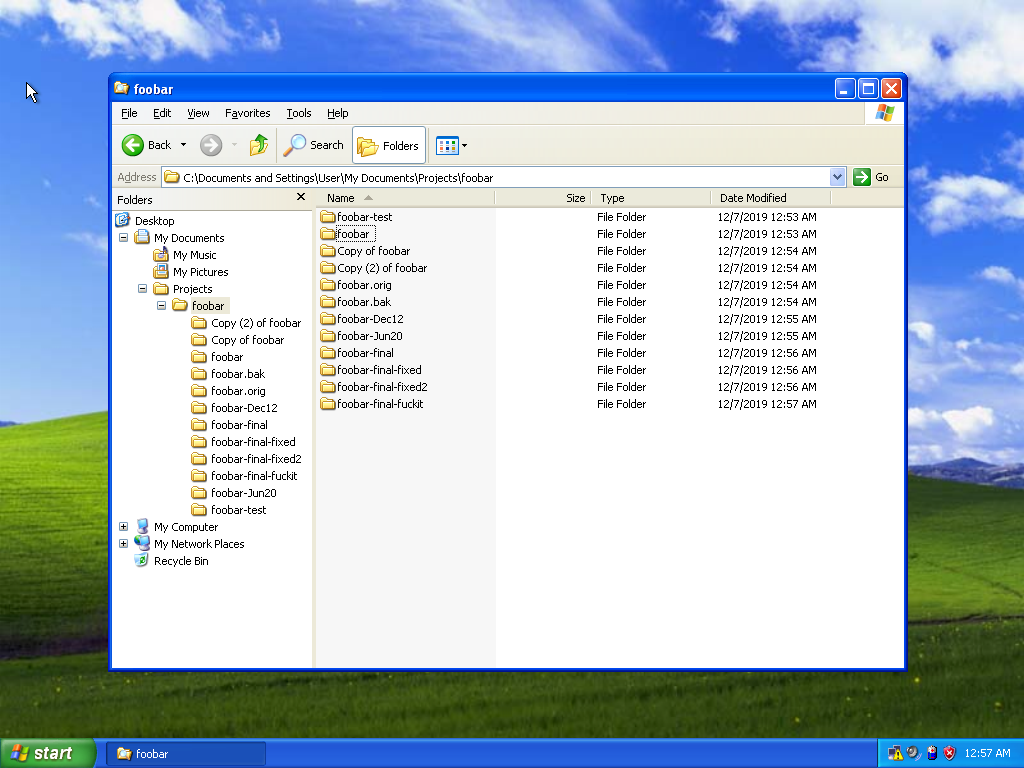 foobar
File Edit View Favorites Tools Help
Back Search Folders
Address C:\Documents and Settings\User\My Documents\Projects\foobar Go
Folders
Desktop
My Documents
My Music
My Pictures
Projects
foobar
Copy (2) of foobar
Copy of foobar
foobar
foobar.bak
foobar.orig
foobar-Dec12
foobar-final
foobar-final-fixed
foobar-final-fixed2
foobar-final-fuckit
foobar-Jun20
foobar-test
My Computer
My Network Places
Recycle Bin
Name Size Type Date Modified
foobar-test File Folder 12/7/2019 12:53 AM
foobar File Folder 12/7/2019 12:53 AM
Copy of foobar File Folder 12/7/2019 12:54 AM
Copy (2) of foobar File Folder 12/7/2019 12:54 AM
foobar.orig File Folder 12/7/2019 12:54 AM
foobar.bak File Folder 12/7/2019 12:54 AM
foobar-Dec12 File Folder 12/7/2019 12:55 AM
foobar-Jun20 File Folder 12/7/2019 12:55 AM
foobar-final File Folder 12/7/2019 12:56 AM
foobar-final-fixed File Folder 12/7/2019 12:56 AM
foobar-final-fixed2 File Folder 12/7/2019 12:56 AM
foobar-final-fuckit File Folder 12/7/2019 12:57 AM
start foobar 12:57 AM